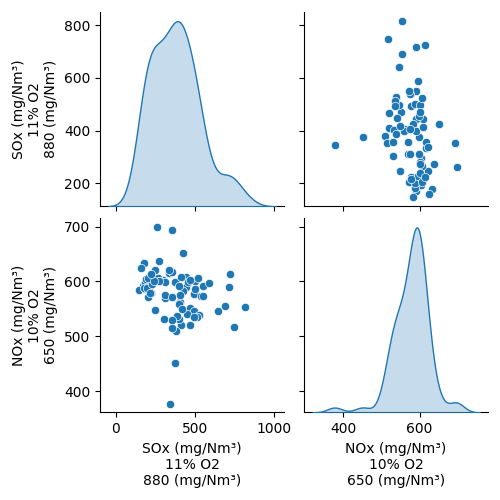 800
600
400
200
SOx (mg/Nm³)
11% O2
880 (mg/Nm³)
700
600
500
400
NOx (mg/Nm³)
10% O2
650 (mg/Nm³)
0
500
1000
SOx (mg/Nm³)
11% O2
880 (mg/Nm³)
400
600
NOx (mg/Nm³)
10% O2
650 (mg/Nm³)